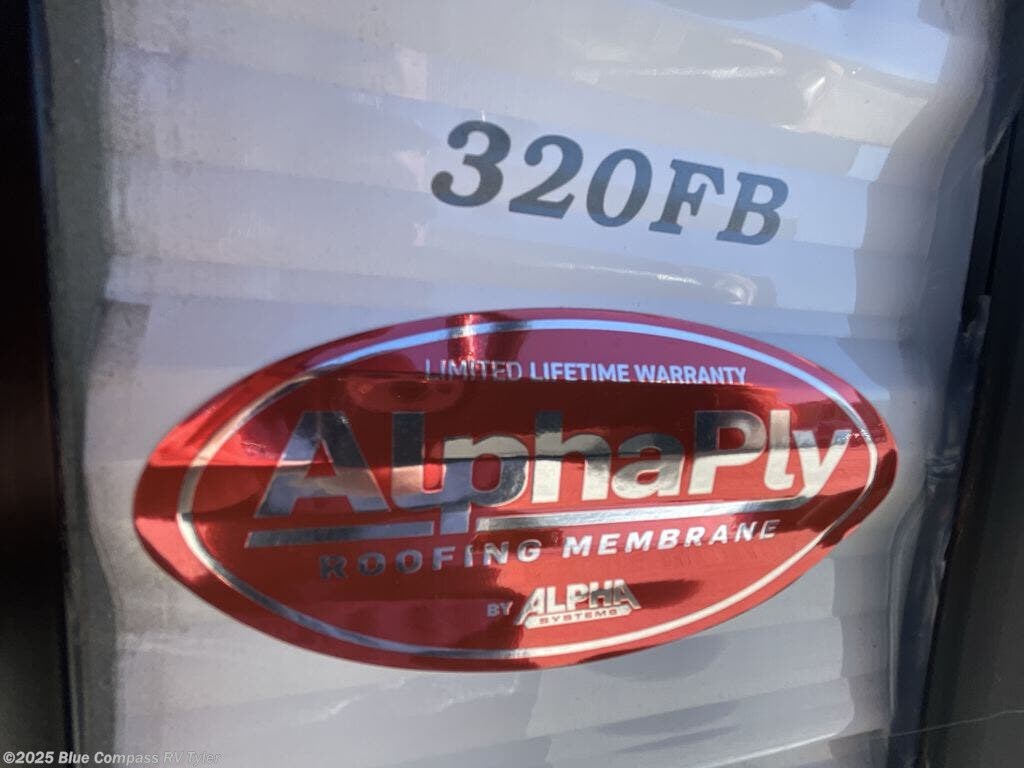 320FB
LIMITED LIFETIME WARRANTY
AlphaPly
ROOFING MEMBRANE
BY ALPHA
SYSTEMS
©2025 Blue Compass RV Tyler